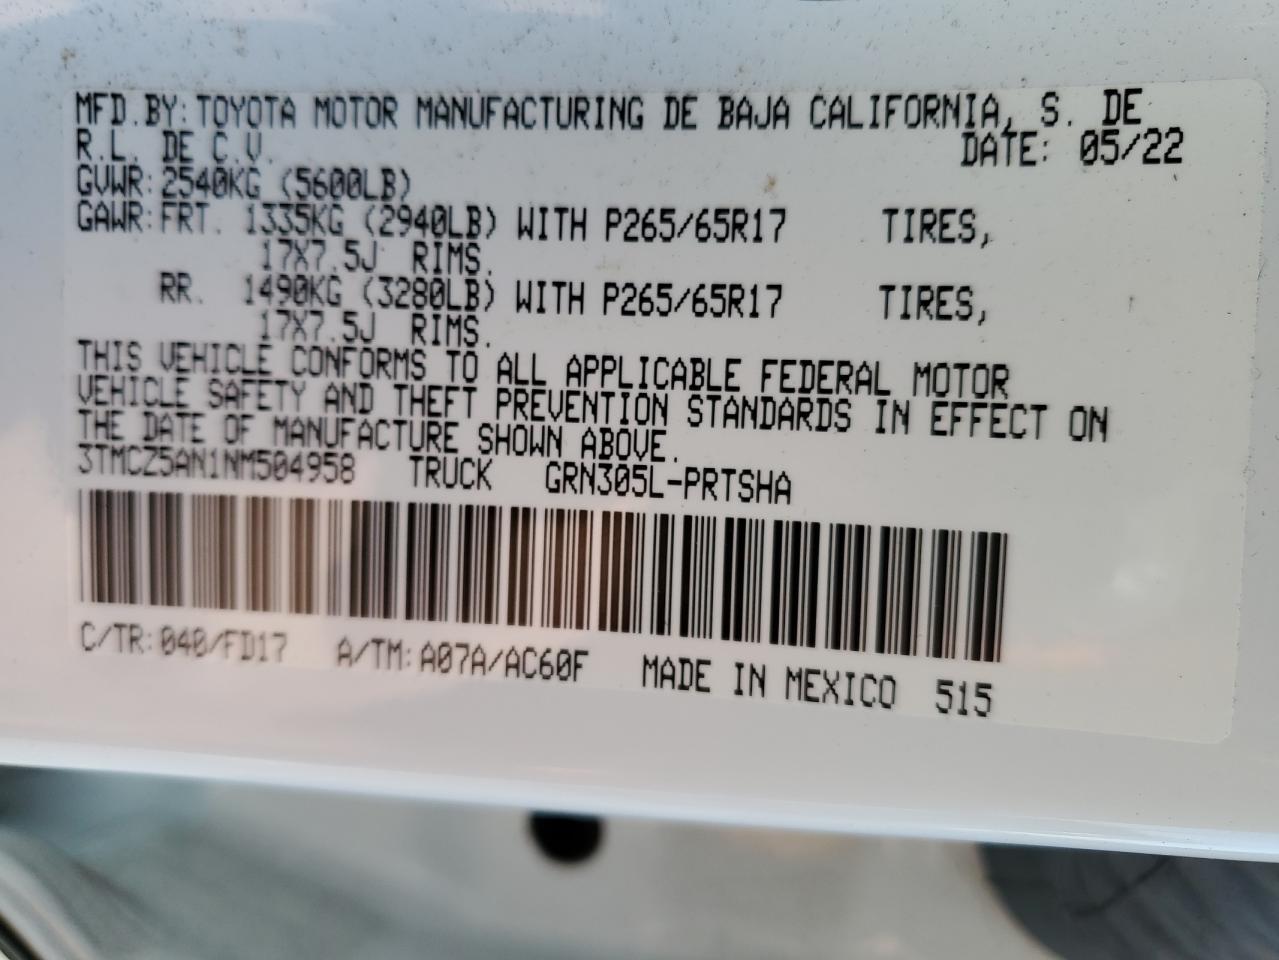 MFD.BY:TOYOTA MOTOR MANUFACTURING DE BAJA CALIFORNIA, S. DE
R.L. DE C.V. DATE: 05/22
GVWR:2540KG (5600LB)
GAWR:FRT. 1335KG (2940LB) WITH P265/65R17 TIRES,
17X7.5J RIMS.
RR. 1490KG (3280LB) WITH P265/65R17 TIRES,
17X7.5J RIMS.
THIS VEHICLE CONFORMS TO ALL APPLICABLE FEDERAL MOTOR
VEHICLE SAFETY AND THEFT PREVENTION STANDARDS IN EFFECT ON
THE DATE OF MANUFACTURE SHOWN ABOVE.
3TMCZ5AN1NM504958 TRUCK GRN305L-PRTSHA
C/TR:040/FD17 A/TM:A07A/AC60F MADE IN MEXICO 515